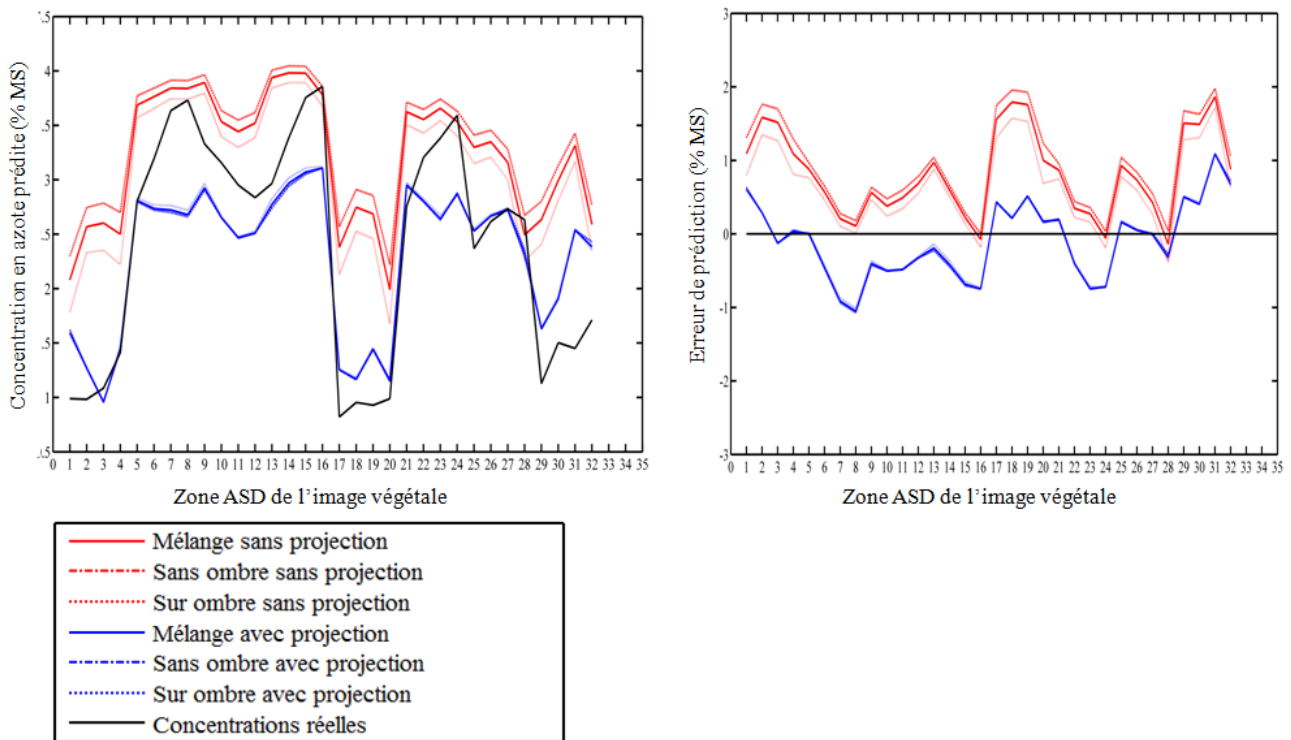 Concentration en azote prédite (% MS)
.5
4
.5
3
.5
2
.5
1
.5
0 1 2 3 4 5 6 7 8 9 10 11 12 13 14 15 16 17 18 19 20 21 22 23 24 25 26 27 28 29 30 31 32 33 34 35
Zone ASD de l'image végétale
Erreur de prédiction (% MS)
3
2
1
0
-1
-2
-3
0 1 2 3 4 5 6 7 8 9 10 11 12 13 14 15 16 17 18 19 20 21 22 23 24 25 26 27 28 29 30 31 32 33 34 35
Zone ASD de l'image végétale
Mélange sans projection
Sans ombre sans projection
Sur ombre sans projection
Mélange avec projection
Sans ombre avec projection
Sur ombre avec projection
Concentrations réelles